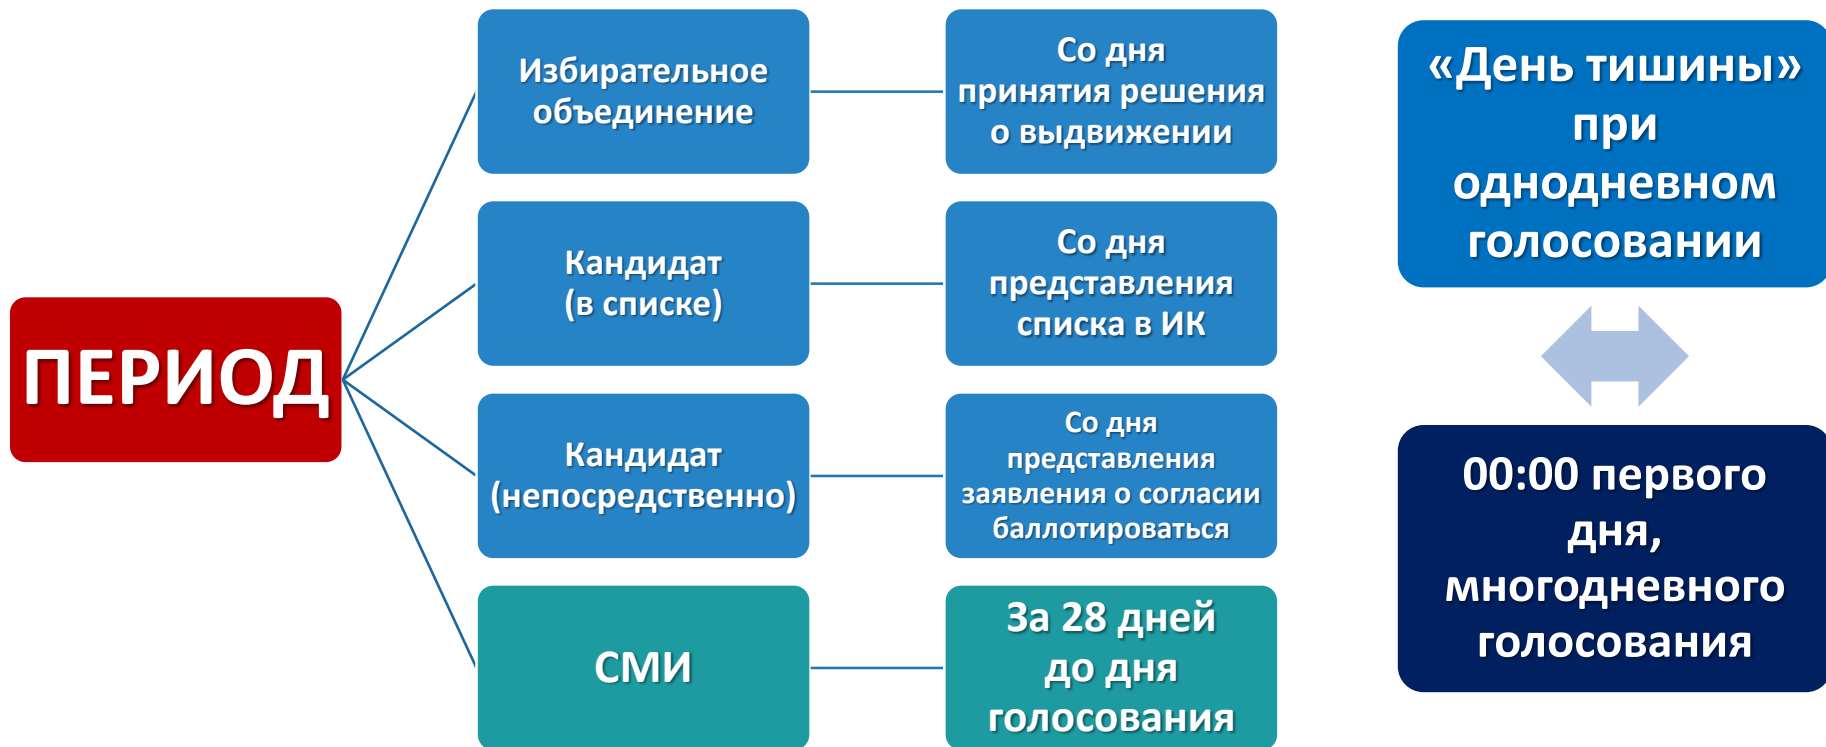 ПЕРИОД
Избирательное
объединение
Со дня
принятия решения
о выдвижении
Кандидат
(в списке)
Со дня
представления
списка в ИК
Кандидат
(непосредственно)
Со дня
представления
заявления о согласии
баллотироваться
СМИ
За 28 дней
до дня
голосования
«День тишины»
при
однодневном
голосовании
00:00 первого
дня,
многодневного
голосования